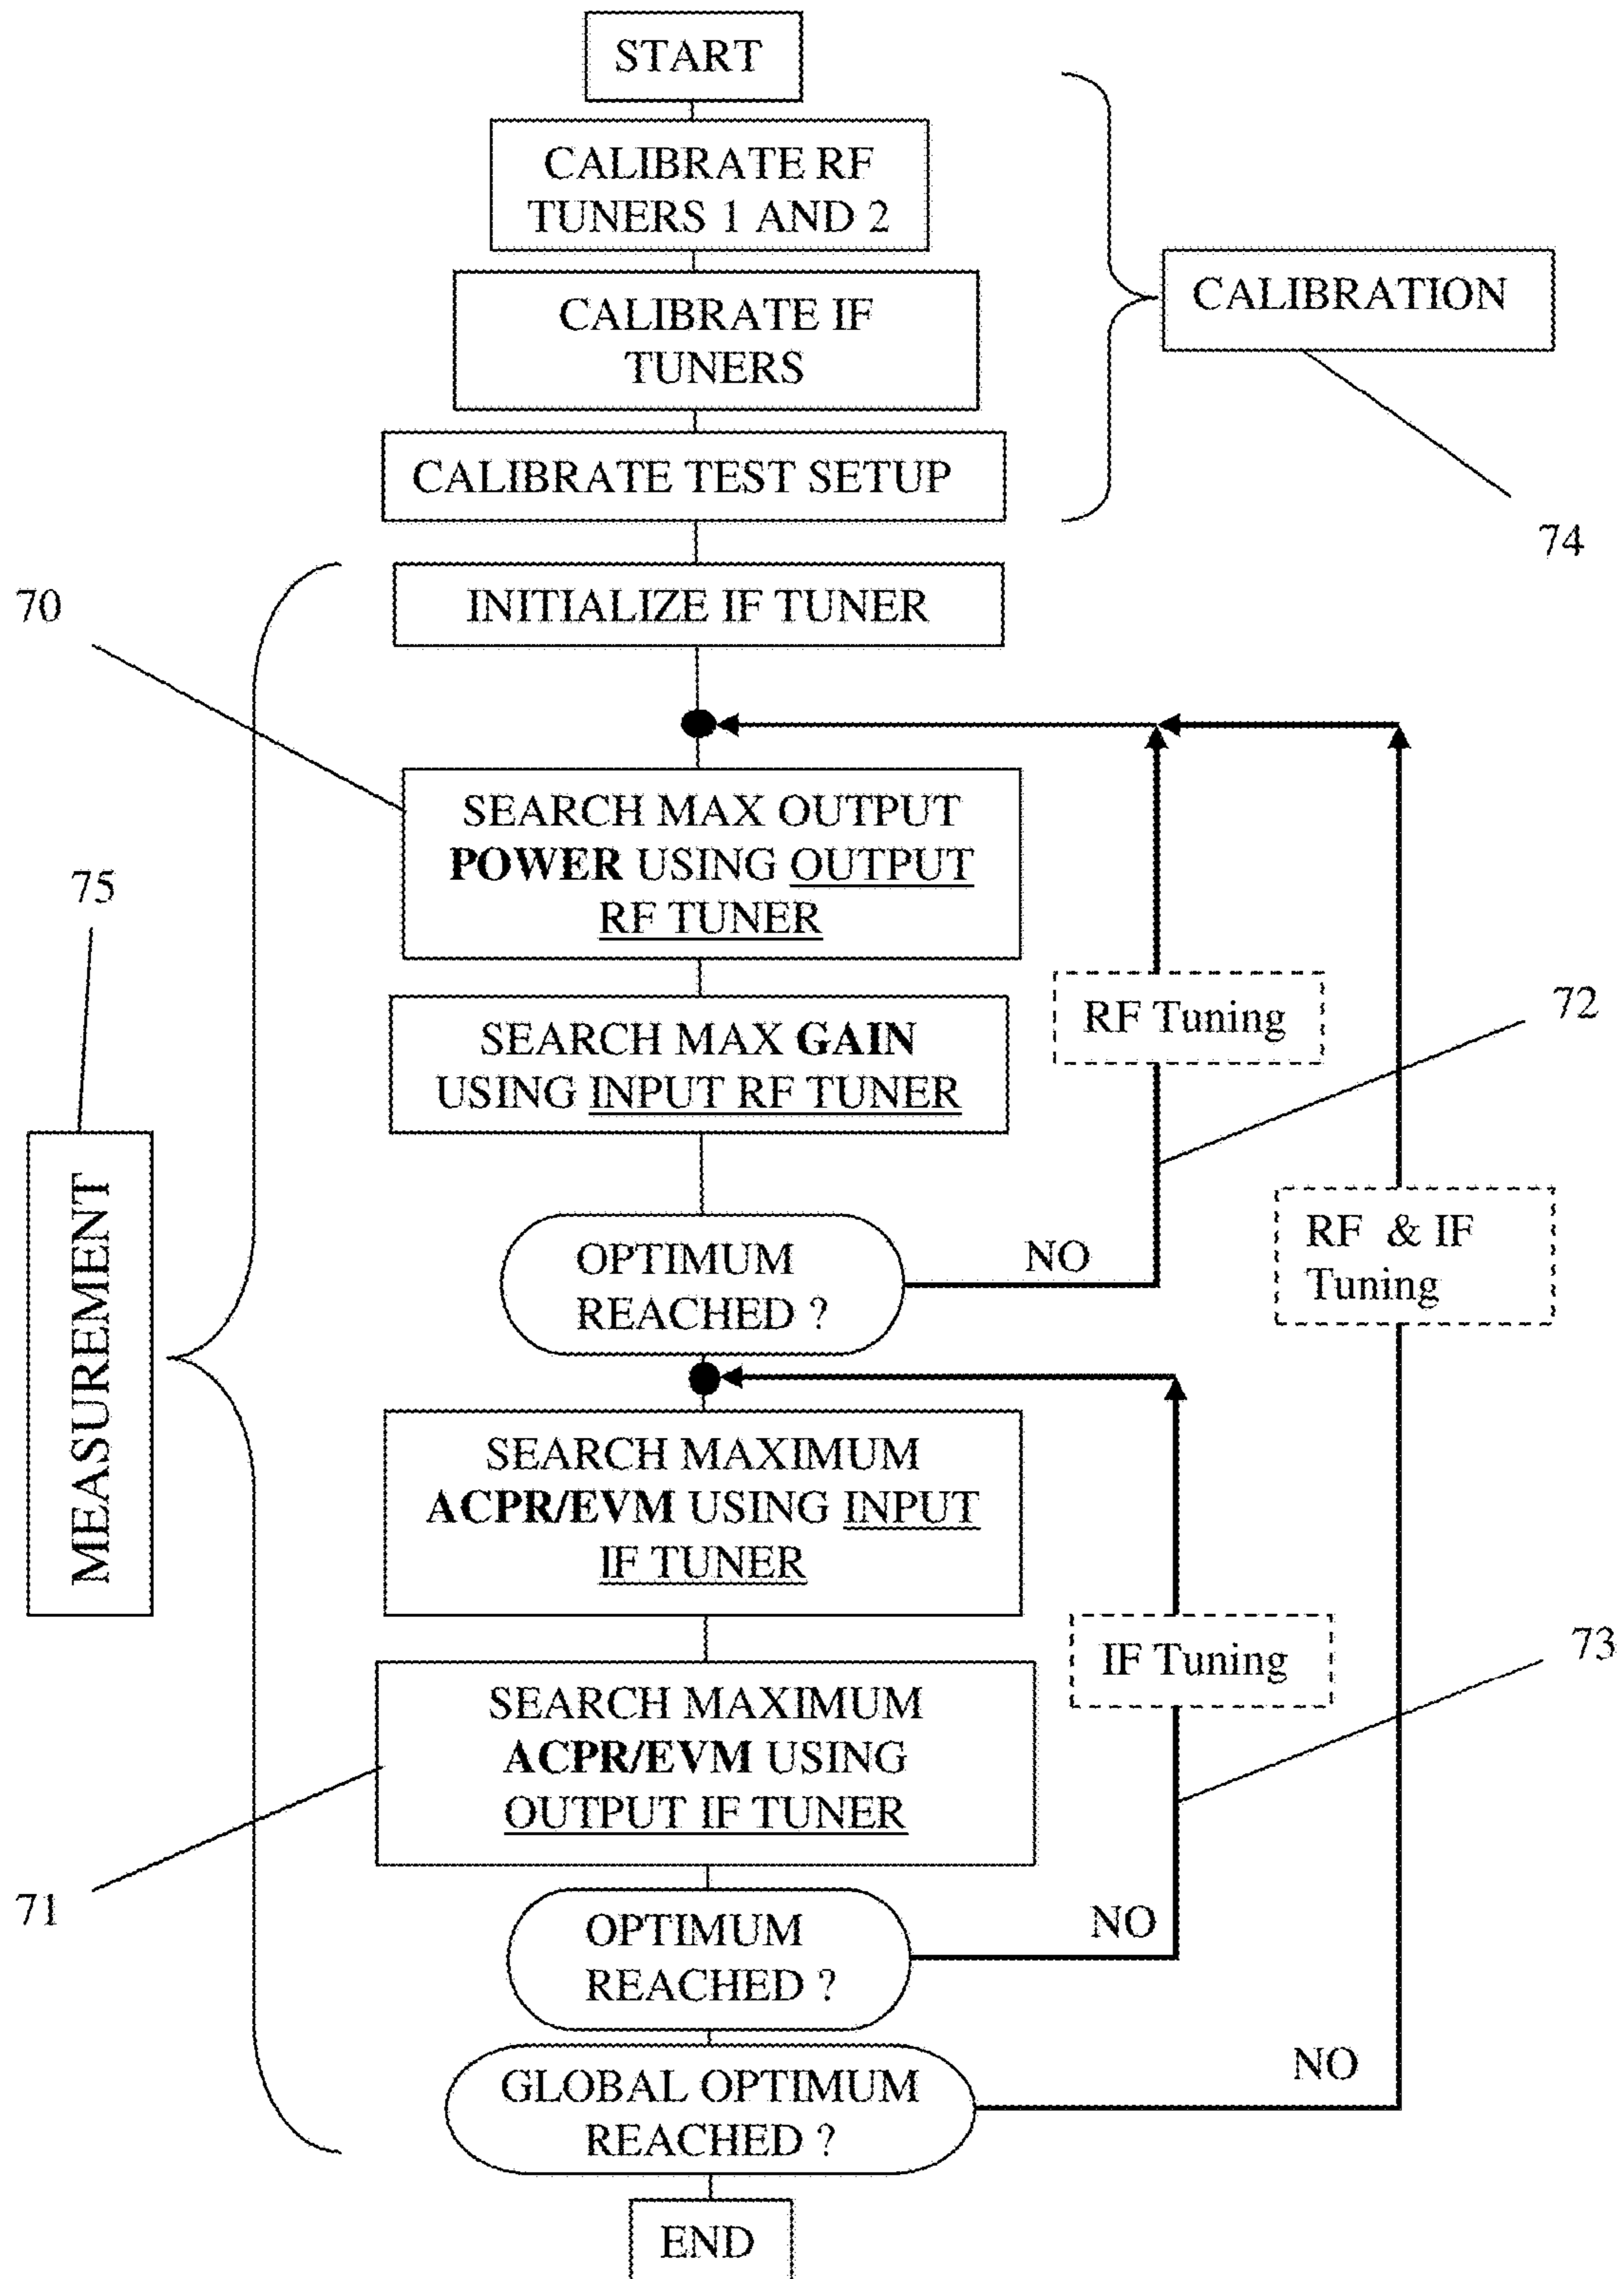 START
CALIBRATE RF
TUNERS 1 AND 2
CALIBRATE IF
TUNERS
CALIBRATION
CALIBRATE TEST SETUP
74
INITIALIZE IF TUNER
70
SEARCH MAX OUTPUT
POWER USING OUTPUT
RF TUNER
75
RF Tuning
72
SEARCH MAX GAIN
USING INPUT RF TUNER
MEASUREMENT
RF & IF
Tuning
OPTIMUM
REACHED ?
NO
SEARCH MAXIMUM
ACPR/EVM USING INPUT
IF TUNER
IF Tuning
73
SEARCH MAXIMUM
ACPR/EVM USING
OUTPUT IF TUNER
71
OPTIMUM
REACHED ?
NO
GLOBAL OPTIMUM
REACHED ?
NO
END